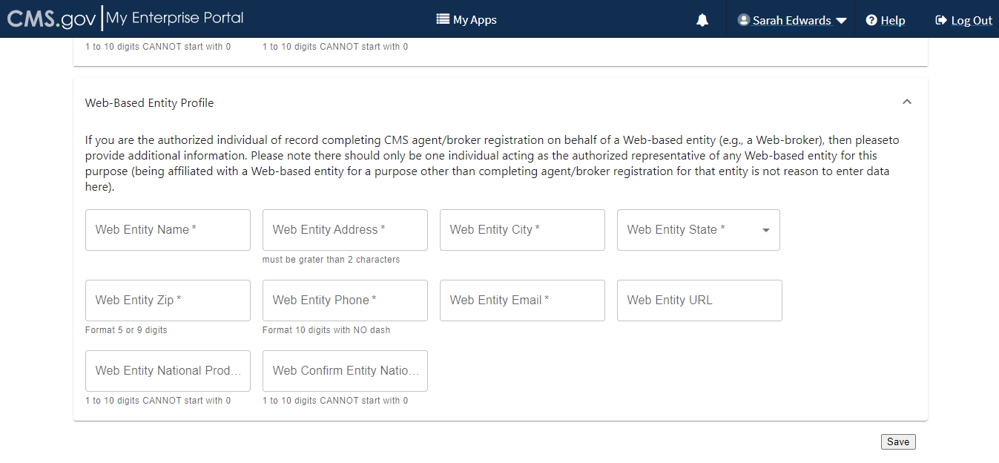 CMS.gov My Enterprise Portal My Apps Sarah Edwards Help Log Out
1 to 10 digits CANNOT start with 0 1 to 10 digits CANNOT start with 0
Web-Based Entity Profile
If you are the authorized individual of record completing CMS agent/broker registration on behalf of a Web-based entity (e.g., a Web-broker), then pleaseto
provide additional information. Please note there should only be one individual acting as the authorized representative of any Web-based entity for this
purpose (being affiliated with a Web-based entity for a purpose other than completing agent/broker registration for that entity is not reason to enter data
here).
Web Entity Name * Web Entity Address * Web Entity City * Web Entity State *
must be grater than 2 characters
Web Entity Zip * Web Entity Phone * Web Entity Email * Web Entity URL
Format 5 or 9 digits Format 10 digits with NO dash
Web Entity National Prod... Web Confirm Entity Natio...
1 to 10 digits CANNOT start with 0 1 to 10 digits CANNOT start with 0
Save